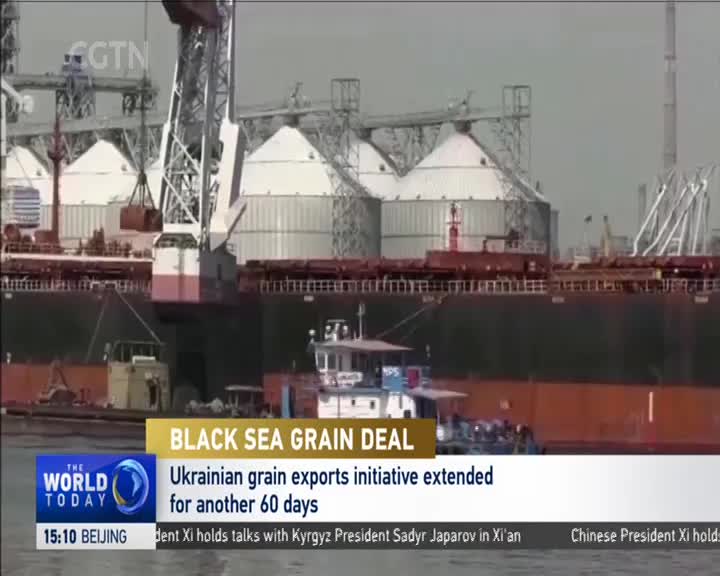 CGTN
BLACK SEA GRAIN DEAL
Ukrainian grain exports initiative extended
for another 60 days
THE
WORLD
TODAY
15:10 BEIJING
dent Xi holds talks with Kyrgyz President Sadyr Japarov in Xi'an
Chinese President Xi holds